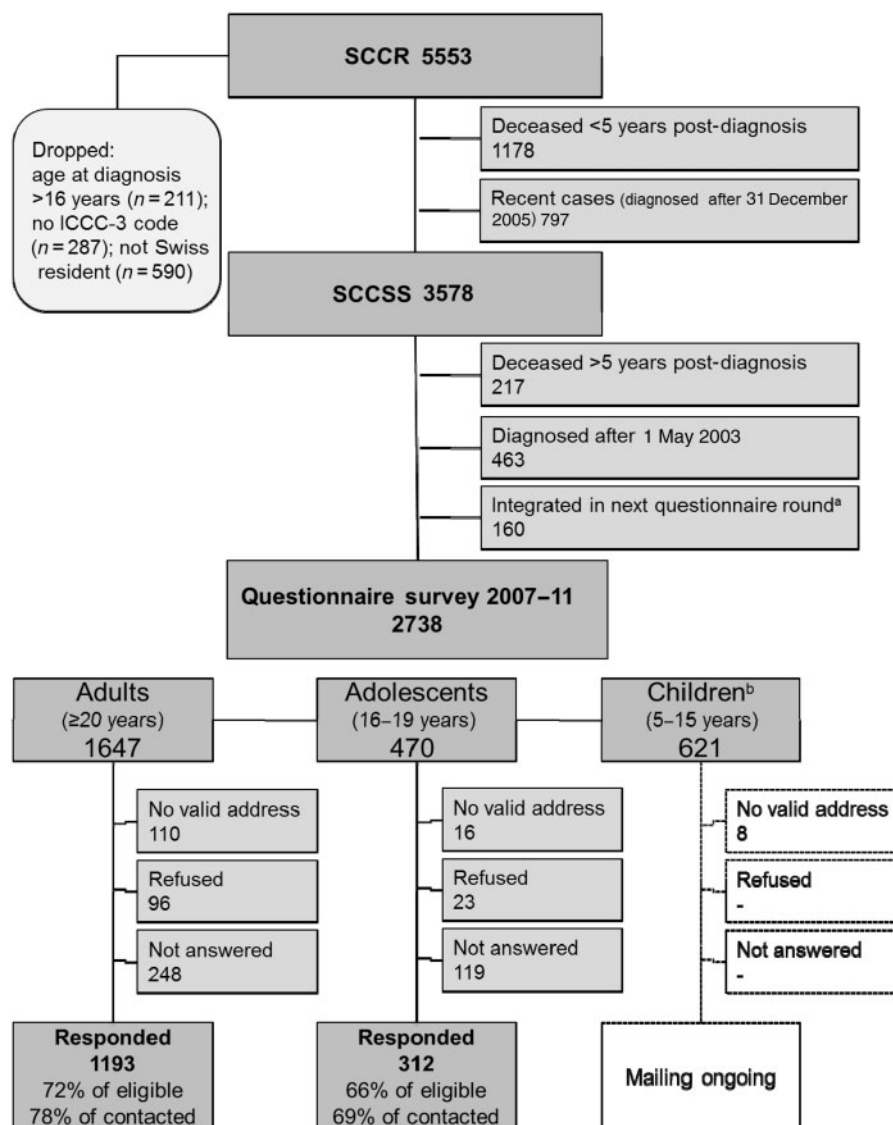 SCCR 5553
Dropped:
age at diagnosis
>16 years (n = 211);
no ICCC-3 code
(n = 287); not Swiss
resident (n = 590)
Deceased <5 years post-diagnosis
1178
Recent cases (diagnosed after 31 December
2005) 797
SCCSS 3578
Deceased >5 years post-diagnosis
217
Diagnosed after 1 May 2003
463
Integrated in next questionnaire roundᵃ
160
Questionnaire survey 2007–11
2738
Adults
(≥20 years)
1647
Adolescents
(16–19 years)
470
Childrenᵇ
(5–15 years)
621
No valid address
110
Refused
96
Not answered
248
No valid address
16
Refused
23
Not answered
119
No valid address
8
Refused
-
Not answered
-
Responded
1193
72% of eligible
78% of contacted
Responded
312
66% of eligible
69% of contacted
Mailing ongoing